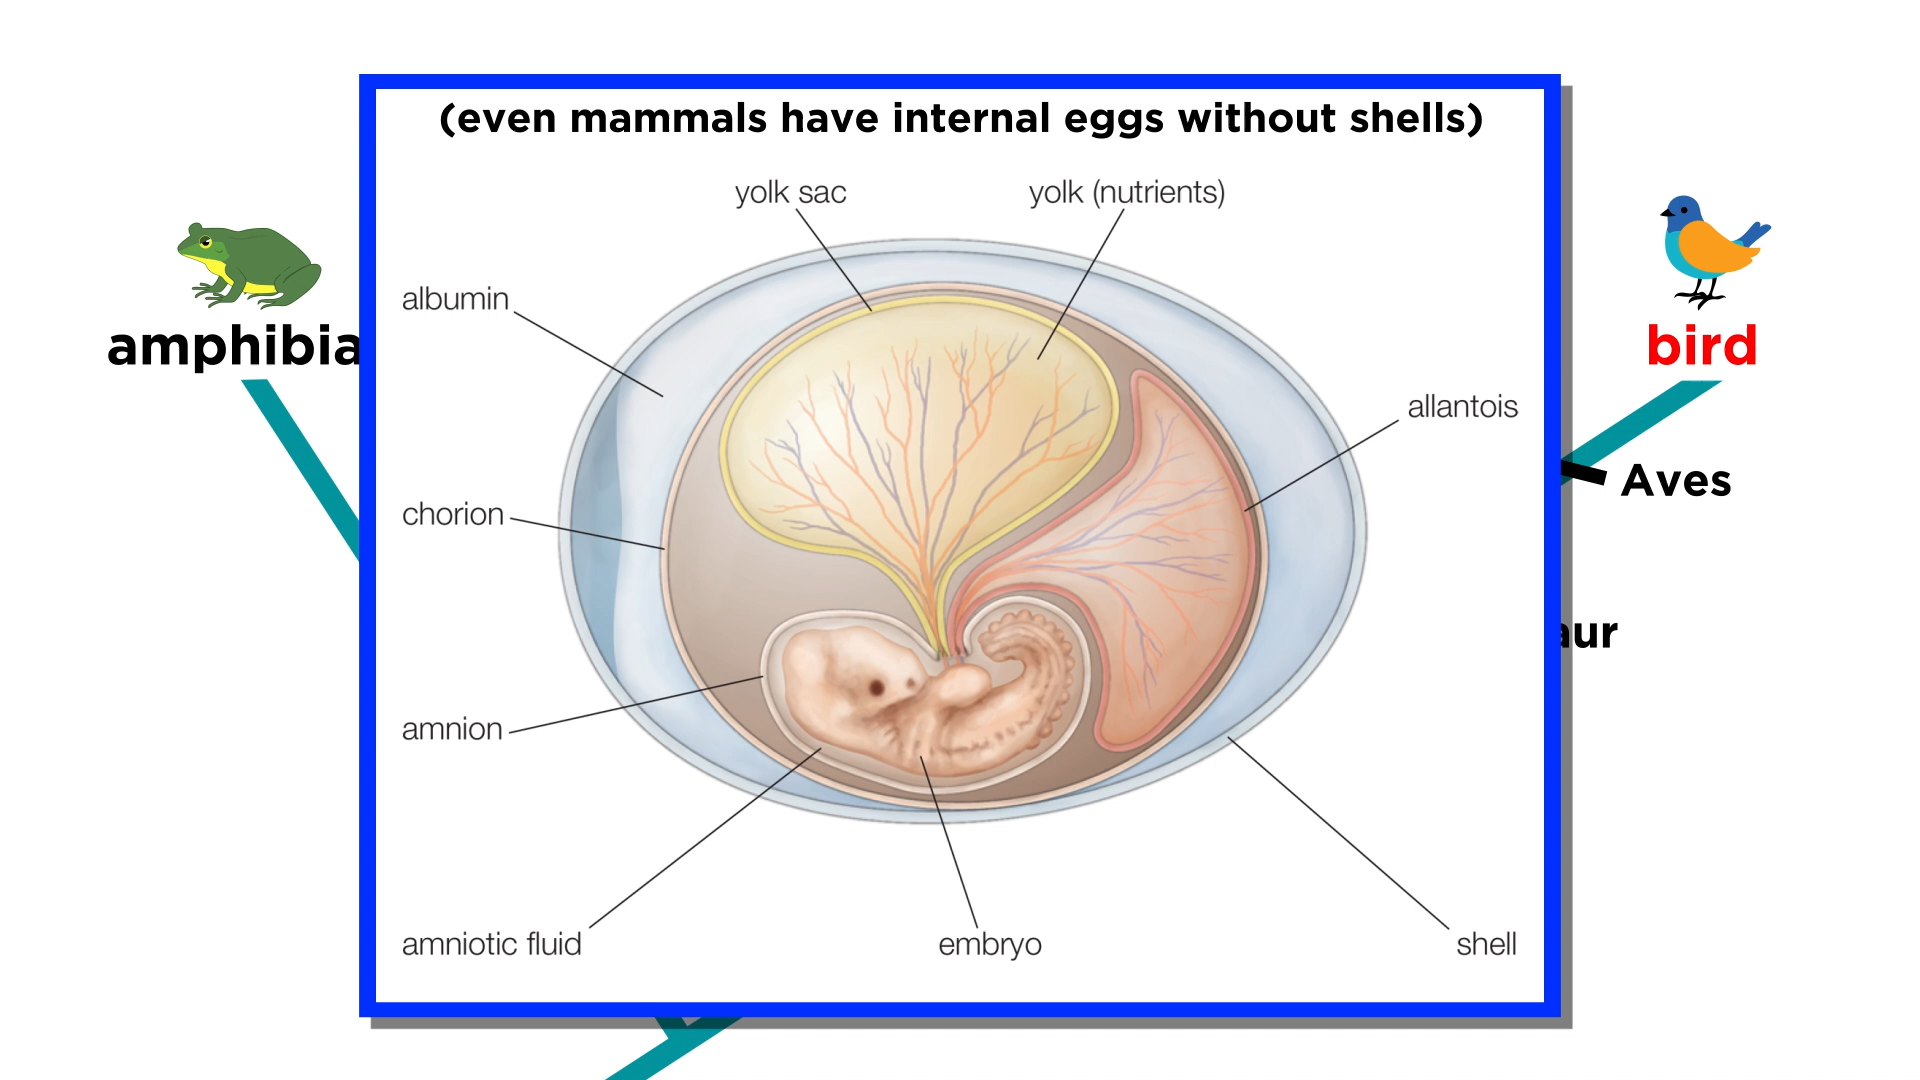 (even mammals have internal eggs without shells)
yolk sac
yolk (nutrients)
albumin
amphibia
bird
allantois
Aves
chorion
aur
amnion
amniotic fluid
embryo
shell